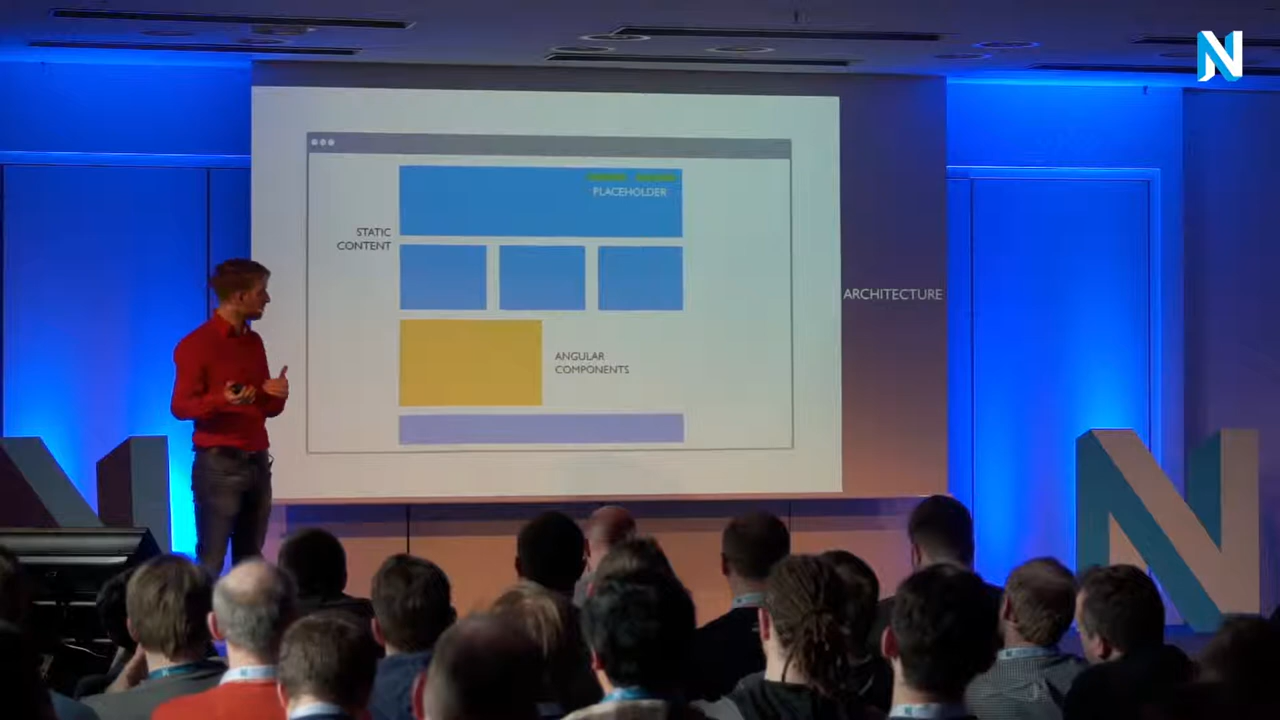 PLACEHOLDER
STATIC
CONTENT
ARCHITECTURE
ANGULAR
COMPONENTS
N
N